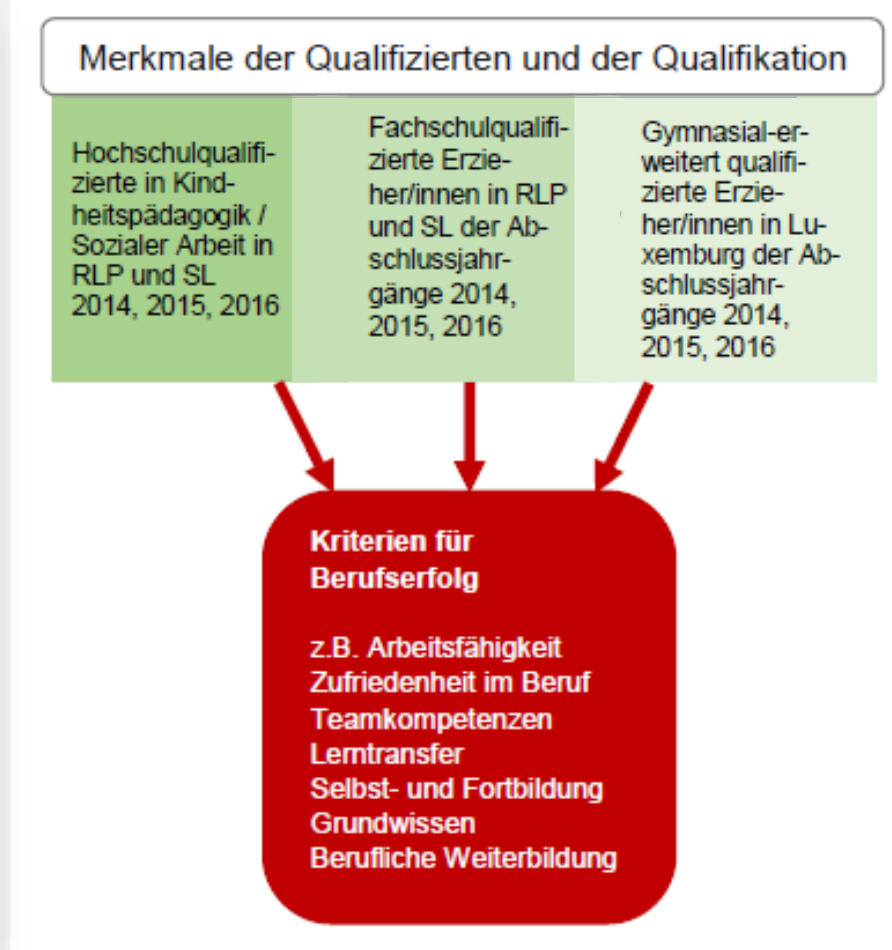 Merkmale der Qualifizierten und der Qualifikation
Hochschulqualifi-
zierte in Kind-
heitspädagogik /
Sozialer Arbeit in
RLP und SL
2014, 2015, 2016
Fachschulqualifi-
zierte Erzie-
her/innen in RLP
und SL der Ab-
schlussjahr-
gänge 2014,
2015, 2016
Gymnasial-er-
weitert qualifi-
zierte Erzie-
her/innen in Lu-
xemburg der Ab-
schlussjahr-
gänge 2014,
2015, 2016
Kriterien für
Berufserfolg
z.B. Arbeitsfähigkeit
Zufriedenheit im Beruf
Teamkompetenzen
Lerntransfer
Selbst- und Fortbildung
Grundwissen
Berufliche Weiterbildung